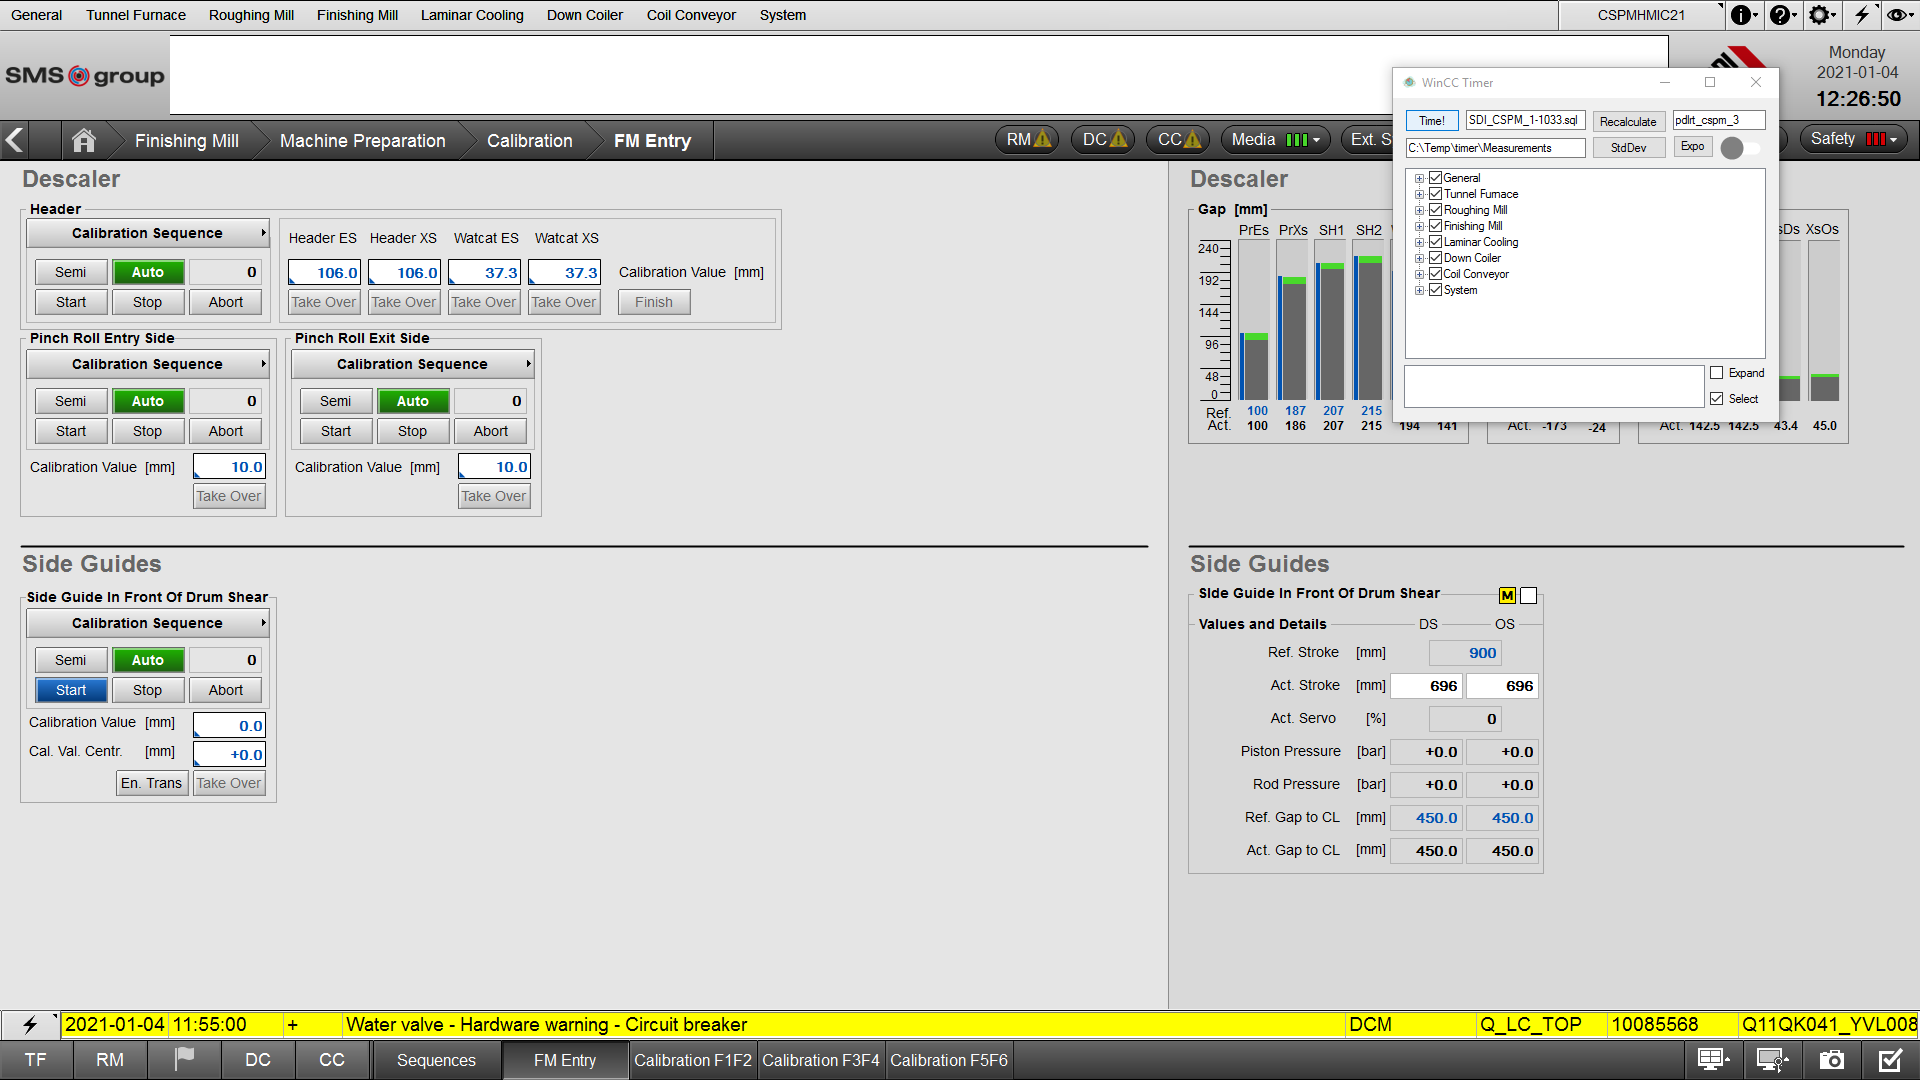 General Tunnel Furnace Roughing Mill Finishing Mill Laminar Cooling Down Coiler Coil Conveyor System CSPMHMIC21
SMS group
Monday
2021-01-04
12:26:50
Finishing Mill Machine Preparation Calibration FM Entry RM DC CC Media Ext. S Safety
WinCC Timer
Time! SDI_CSPM_1-1033.sql Recalculate pdlrt_cspm_3
C:\Temp\timer\Measurements StdDev Expo
General
Tunnel Furnace
Roughing Mill
Finishing Mill
Laminar Cooling
Down Coiler
Coil Conveyor
System
Expand
Select
Descaler
Header
Calibration Sequence
Semi Auto 0
Start Stop Abort
Header ES Header XS Watcat ES Watcat XS
106.0 106.0 37.3 37.3 Calibration Value [mm]
Take Over Take Over Take Over Take Over Finish
Pinch Roll Entry Side
Calibration Sequence
Semi Auto 0
Start Stop Abort
Calibration Value [mm] 10.0
Take Over
Pinch Roll Exit Side
Calibration Sequence
Semi Auto 0
Start Stop Abort
Calibration Value [mm] 10.0
Take Over
Side Guides
Side Guide In Front Of Drum Shear
Calibration Sequence
Semi Auto 0
Start Stop Abort
Calibration Value [mm] 0.0
Cal. Val. Centr. [mm] +0.0
En. Trans Take Over
Descaler
Gap [mm]
PrEs PrXs SH1 SH2 sDs XsOs
240
192
144
96
48
0
Ref. 100 187 207 215
Act. 100 186 207 215 194 141 Act. -173 -24 Act. 142.5 142.5 43.4 45.0
Side Guides
SIde Guide In Front Of Drum Shear M
Values and Details DS OS
Ref. Stroke [mm] 900
Act. Stroke [mm] 696 696
Act. Servo [%] 0
Piston Pressure [bar] +0.0 +0.0
Rod Pressure [bar] +0.0 +0.0
Ref. Gap to CL [mm] 450.0 450.0
Act. Gap to CL [mm] 450.0 450.0
2021-01-04 11:55:00 + Water valve - Hardware warning - Circuit breaker DCM Q_LC_TOP 10085568 Q11QK041_YVL008
TF RM DC CC Sequences FM Entry Calibration F1F2 Calibration F3F4 Calibration F5F6